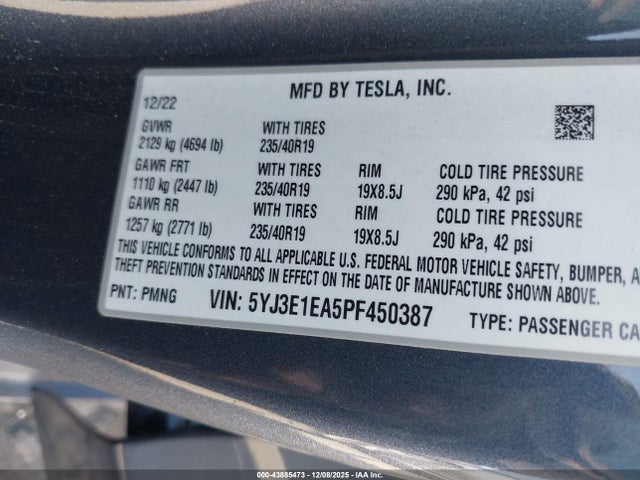 MFD BY TESLA, INC.
12/22
GVWR WITH TIRES
2129 kg (4694 lb) 235/40R19
GAWR FRT WITH TIRES RIM COLD TIRE PRESSURE
1110 kg (2447 lb) 235/40R19 19X8.5J 290 kPa, 42 psi
GAWR RR WITH TIRES RIM COLD TIRE PRESSURE
1257 kg (2771 lb) 235/40R19 19X8.5J 290 kPa, 42 psi
THIS VEHICLE CONFORMS TO ALL APPLICABLE U.S. FEDERAL MOTOR VEHICLE SAFETY, BUMPER, A
THEFT PREVENTION STANDARDS IN EFFECT ON THE DATE OF MANUFACTURE SHOWN ABOVE.
PNT: PMNG VIN: 5YJ3E1EA5PF450387 TYPE: PASSENGER CA
000-43885473 - 12/08/2025 - IAA Inc.